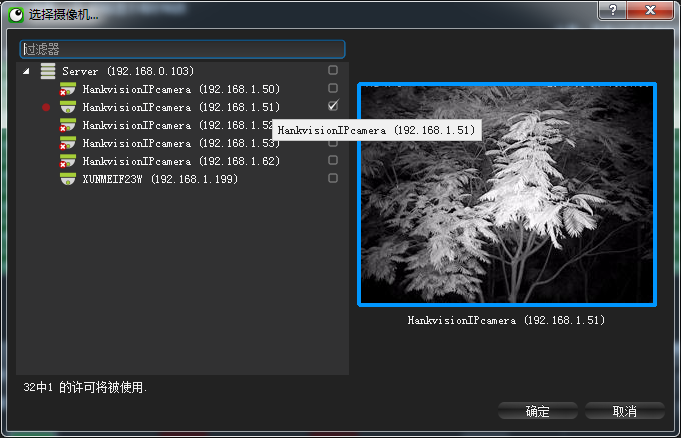 选择摄像机...
过滤器
Server (192.168.0.103)
HankvisionIPcamera (192.168.1.50)
HankvisionIPcamera (192.168.1.51)
HankvisionIPcamera (192.168.1.52
HankvisionIPcamera (192.168.1.51)
HankvisionIPcamera (192.168.1.53)
HankvisionIPcamera (192.168.1.62)
XUNMEIF23W (192.168.1.199)
HankvisionIPcamera (192.168.1.51)
32中1 的许可将被使用.
确定
取消